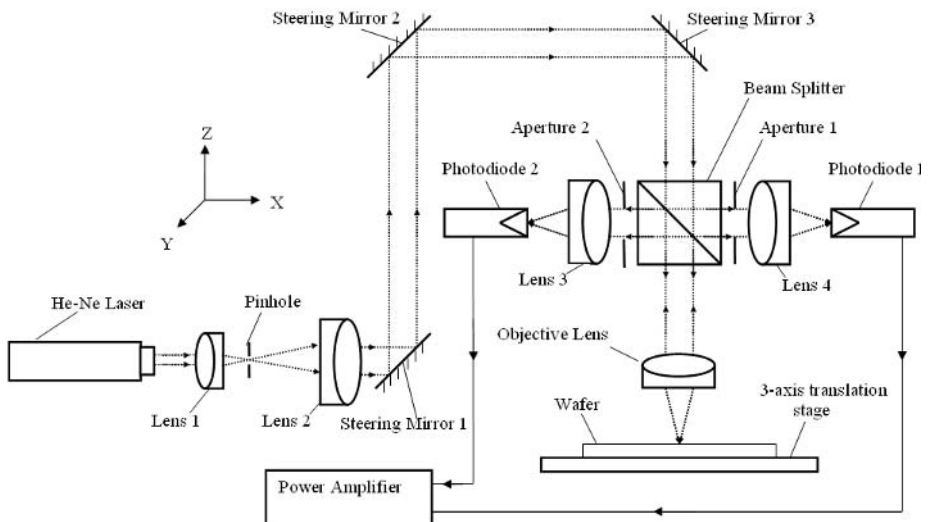 Steering Mirror 2
Steering Mirror 3
Beam Splitter
Aperture 2
Aperture 1
Z
Photodiode 2
Photodiode 1
X
Y
Lens 3
Lens 4
He-Ne Laser
Pinhole
Objective Lens
3-axis translation
stage
Wafer
Lens 1
Lens 2
Steering Mirror 1
Power Amplifier